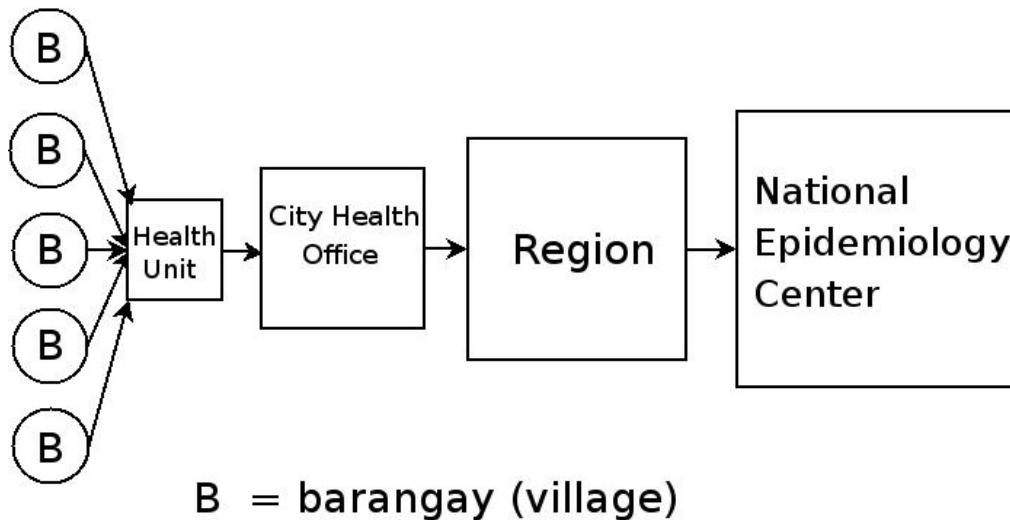 B
B
B
B
B
Health
Unit
City Health
Office
Region
National
Epidemiology
Center
B = barangay (village)